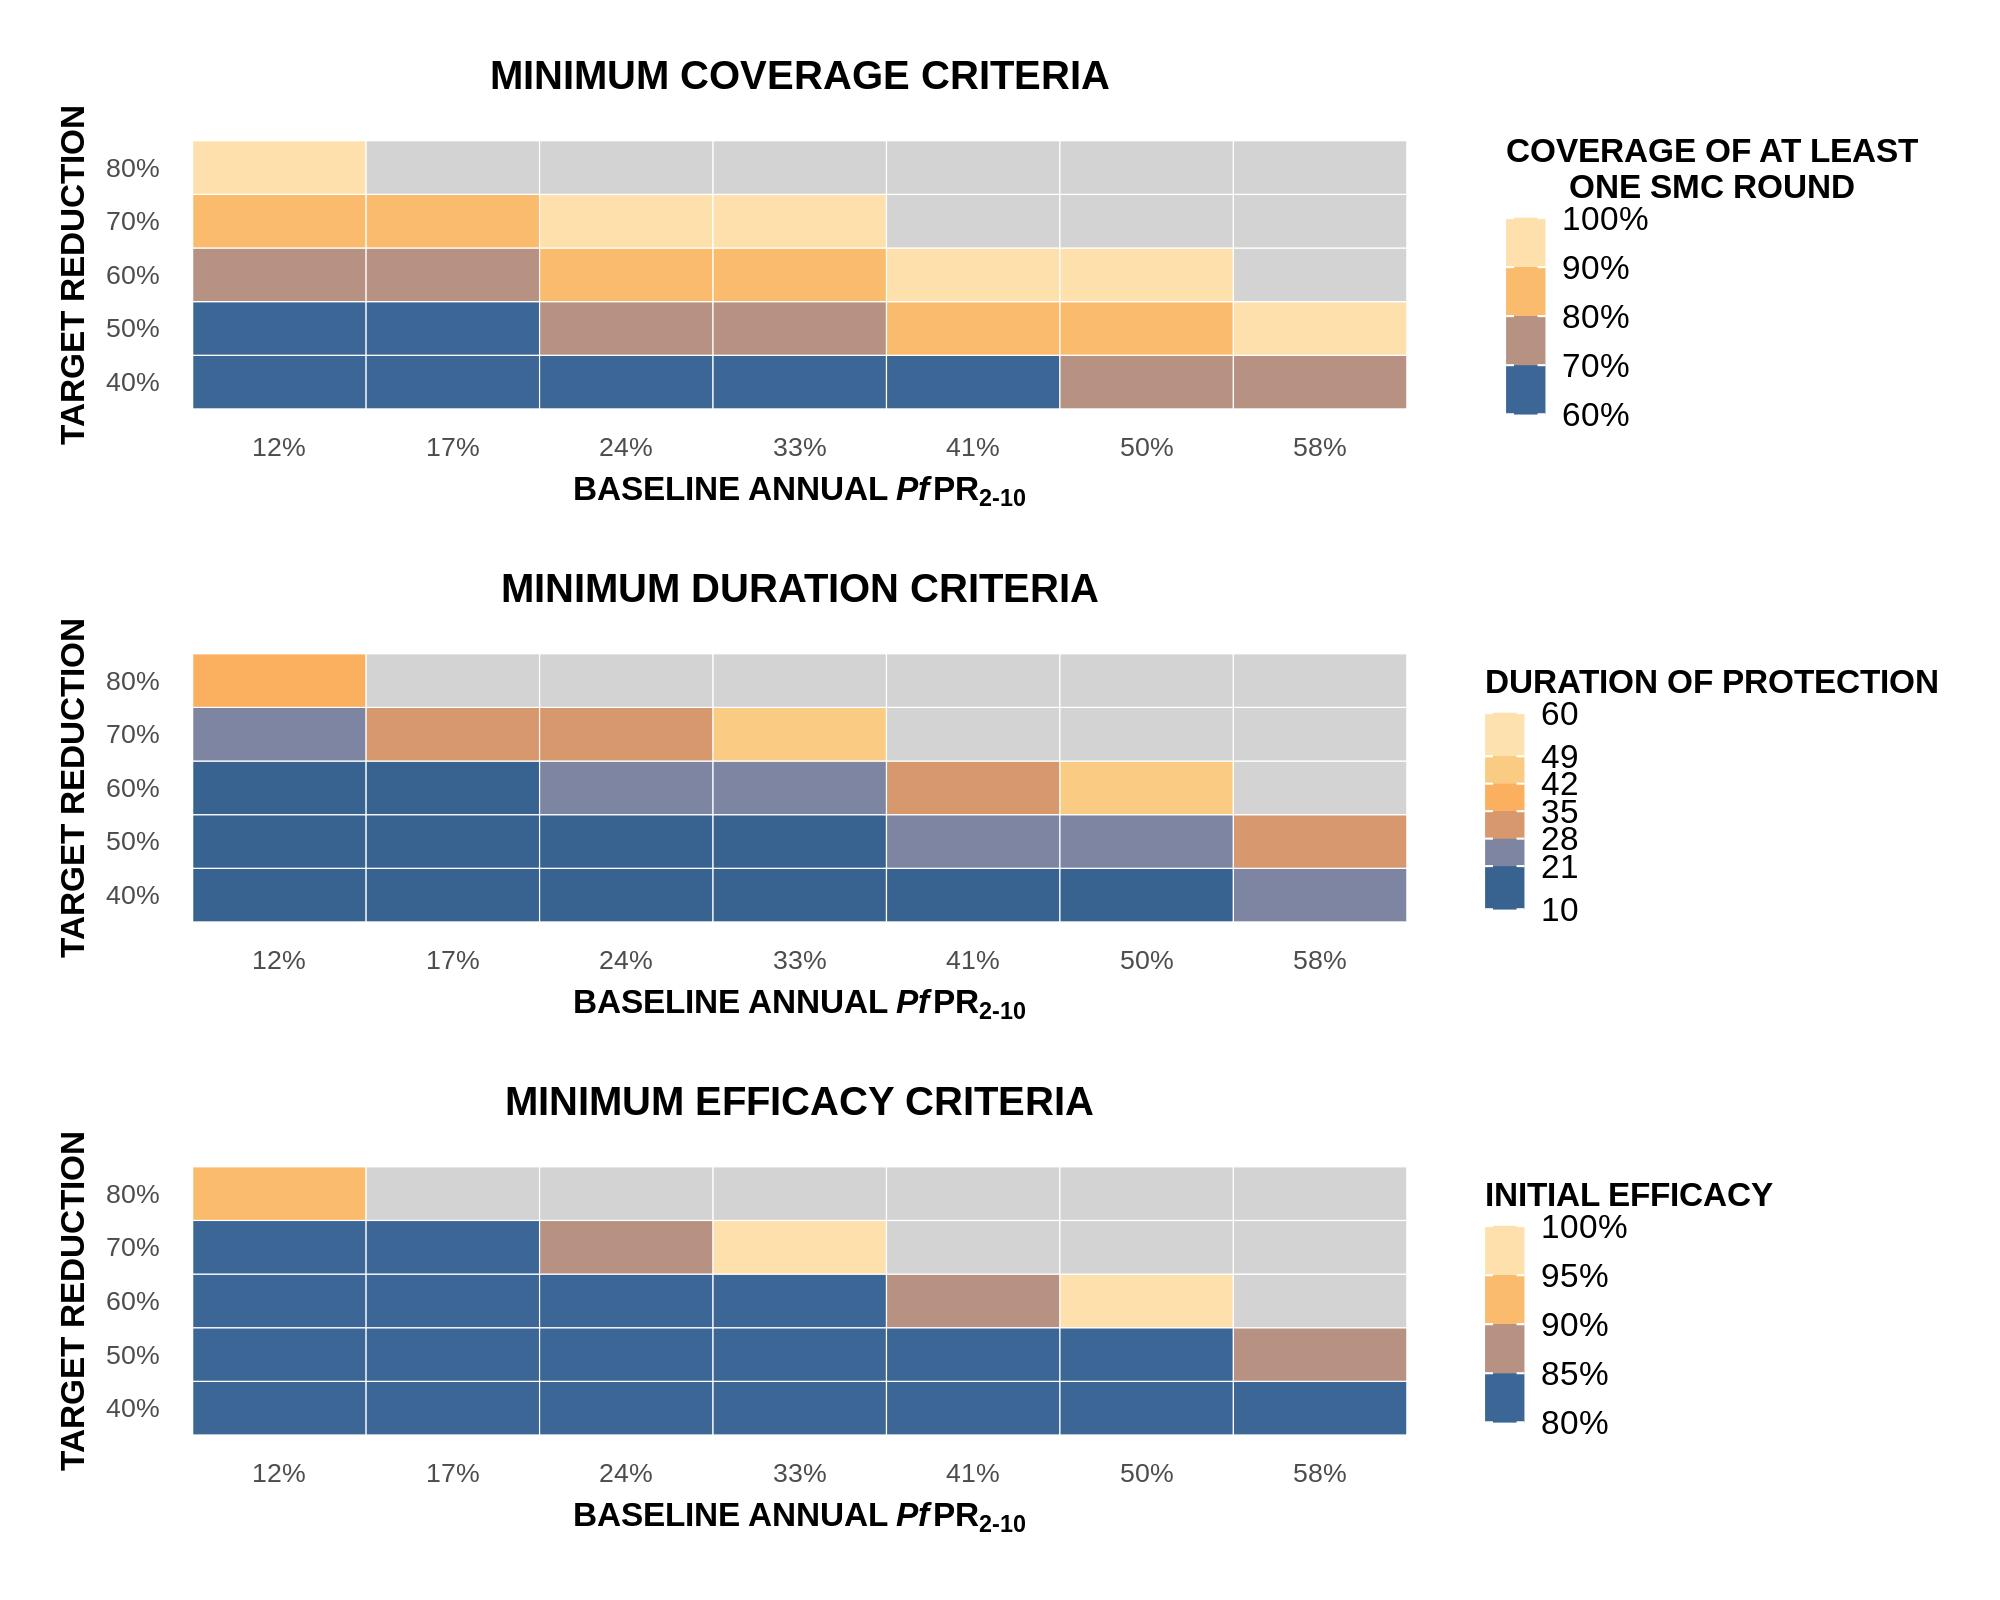 MINIMUM COVERAGE CRITERIA
TARGET REDUCTION
80%
70%
60%
50%
40%
12% 17% 24% 33% 41% 50% 58%
BASELINE ANNUAL PfPR2-10
COVERAGE OF AT LEAST
ONE SMC ROUND
100%
90%
80%
70%
60%
MINIMUM DURATION CRITERIA
TARGET REDUCTION
80%
70%
60%
50%
40%
12% 17% 24% 33% 41% 50% 58%
BASELINE ANNUAL PfPR2-10
DURATION OF PROTECTION
60
49
42
35
28
21
10
MINIMUM EFFICACY CRITERIA
TARGET REDUCTION
80%
70%
60%
50%
40%
12% 17% 24% 33% 41% 50% 58%
BASELINE ANNUAL PfPR2-10
INITIAL EFFICACY
100%
95%
90%
85%
80%